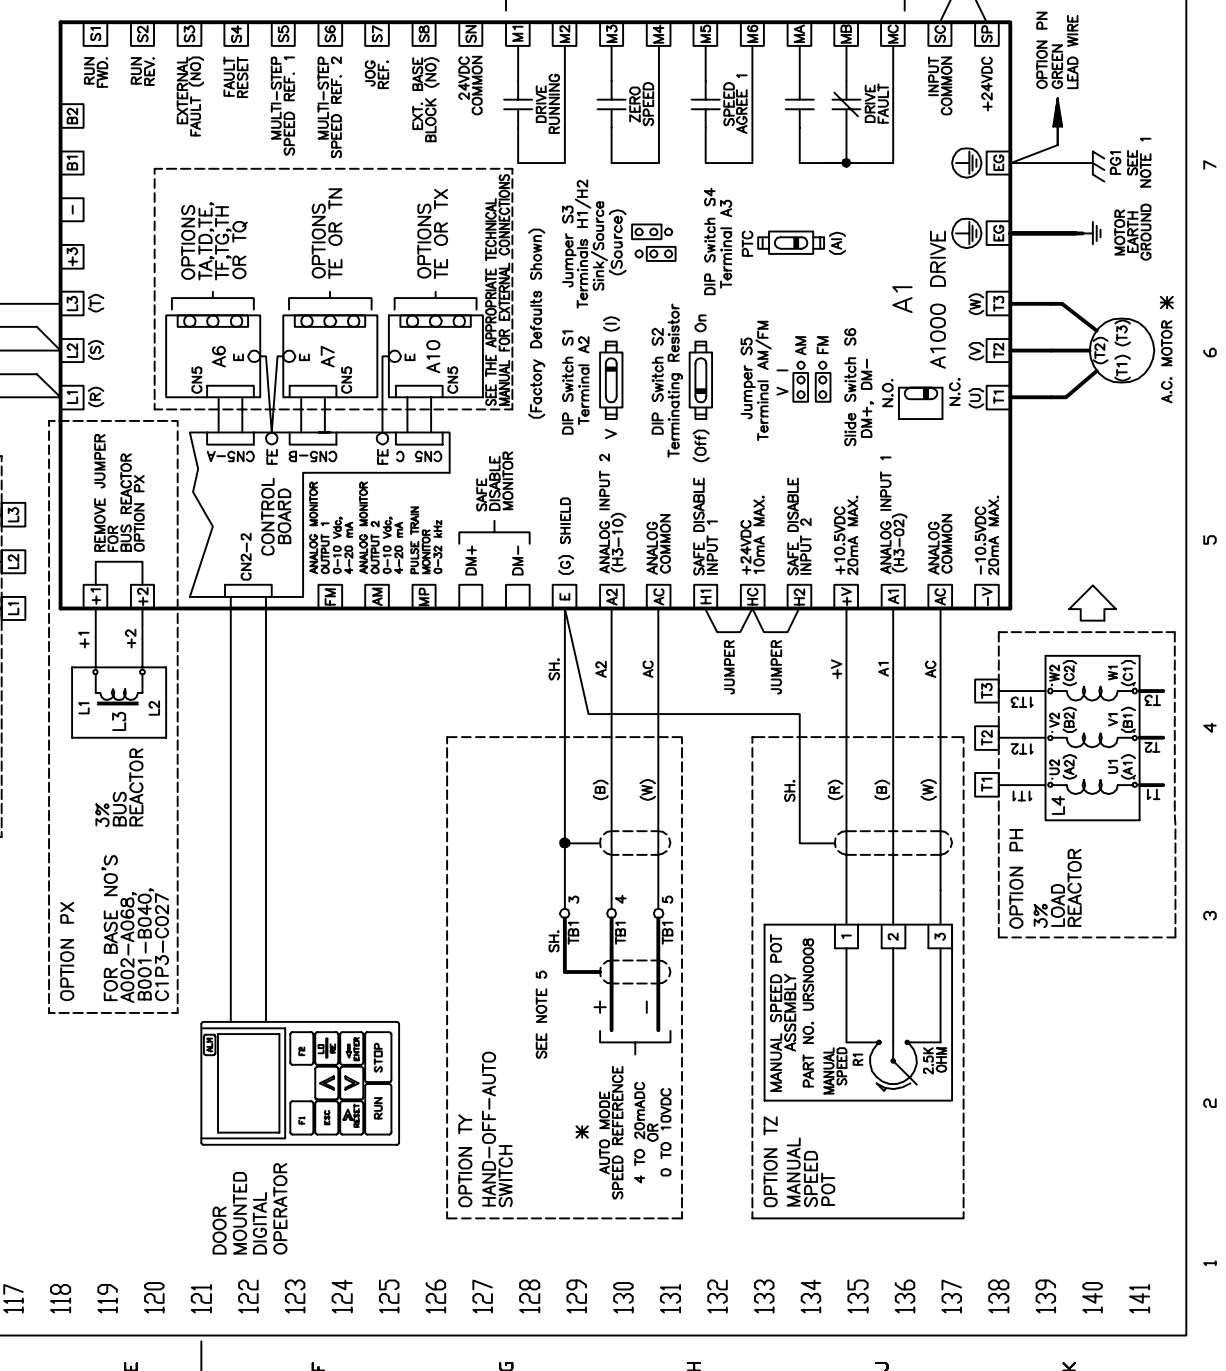 S1
RUN
FWD.
S2
RUN
REV.
S3
EXTERNAL
FAULT (NO)
S4
FAULT
RESET
S5
MULTI-STEP
SPEED REF. 1
S6
MULTI-STEP
SPEED REF. 2
S7
JOG
REF.
S8
EXT. BASE
BLOCK (NO)
SN
24VDC
COMMON
M1
M2
DRIVE
RUNNING
M3
M4
ZERO
SPEED
M5
M6
SPEED
AGREE 1
MA
MB
MC
DRIVE
FAULT
SC
INPUT
COMMON
SP
+24VDC
OPTION PN
GREEN
LEAD WIRE
B2
B1
-
+3
L3
(T)
L2
(S)
L1
(R)
EG
PG1
SEE
NOTE 1
EG
MOTOR
EARTH
GROUND
OPTIONS
TA,TD,TE,
TF,TG,TH
OR TQ
OPTIONS
TE OR TN
OPTIONS
TE OR TX
SEE THE APPROPRIATE TECHNICAL
MANUAL FOR EXTERNAL CONNECTIONS
A6
E
CN5
A7
E
CN5
A10
E
CN5
CN5-A
FE
CN5-B
FE
CN5
C
CN2-2
CONTROL
BOARD
(Factory Defaults Shown)
Jumper S3
Terminals H1/H2
Sink/Source
(Source)
DIP Switch S4
Terminal A3
PTC
(AI)
DIP Switch S1
Terminal A2
V
(I)
DIP Switch S2
Terminating Resistor
(Off)
On
Jumper S5
Terminal AM/FM
V I
AM
FM
Slide Switch S6
DM+, DM-
N.O.
N.C.
A1
A1000 DRIVE
(W)
T3
(V)
T2
(U)
T1
(T2)
(T1)
(T3)
A.C. MOTOR *
L3
L2
L1
REMOVE JUMPER
FOR
BUS REACTOR
OPTION PX
+1
+2
+1
+2
L1
L3
L2
3%
BUS
REACTOR
OPTION PX
FOR BASE NO'S
A002-A068,
B001-B040,
C1P3-C027
FM
ANALOG MONITOR
OUTPUT 1
0-10 Vdc,
4-20 mA
AM
ANALOG MONITOR
OUTPUT 2
0-10 Vdc,
4-20 mA
MP
PULSE TRAIN
MONITOR
0-32 kHz
DM+
DM-
SAFE
DISABLE
MONITOR
E
(G) SHIELD
A2
ANALOG INPUT 2
(H3-10)
AC
ANALOG
COMMON
H1
SAFE DISABLE
INPUT 1
HC
+24VDC
10mA MAX.
H2
SAFE DISABLE
INPUT 2
+V
+10.5VDC
20mA MAX.
A1
ANALOG INPUT 1
(H3-02)
AC
ANALOG
COMMON
-V
-10.5VDC
20mA MAX.
SH.
A2
AC
JUMPER
JUMPER
+V
A1
AC
(B)
(W)
SH.
(R)
(B)
(W)
3
TB1
4
TB1
5
TB1
SH.
SEE NOTE 5
+
-
*
AUTO MODE
SPEED REFERENCE
4 TO 20mADC
OR
0 TO 10VDC
OPTION TY
HAND-OFF-AUTO
SWITCH
1
2
3
MANUAL SPEED POT
ASSEMBLY
PART NO. URSN0008
MANUAL
SPEED
R1
2.5K
OHM
OPTION TZ
MANUAL
SPEED
POT
T3
T2
T1
1T3
1T2
1T1
W2
(C2)
W1
(C1)
T3
V2
(B2)
V1
(B1)
T2
U2
(A2)
U1
(A1)
T1
L4
OPTION PH
3%
LOAD
REACTOR
ALM
F1
F2
ESC
LO
RE
RESET
ENTER
RUN
STOP
DOOR
MOUNTED
DIGITAL
OPERATOR
117
118
119
120
121
122
123
124
125
126
127
128
129
130
131
132
133
134
135
136
137
138
139
140
141
7
6
5
4
3
2
1
E
F
G
H
J
K